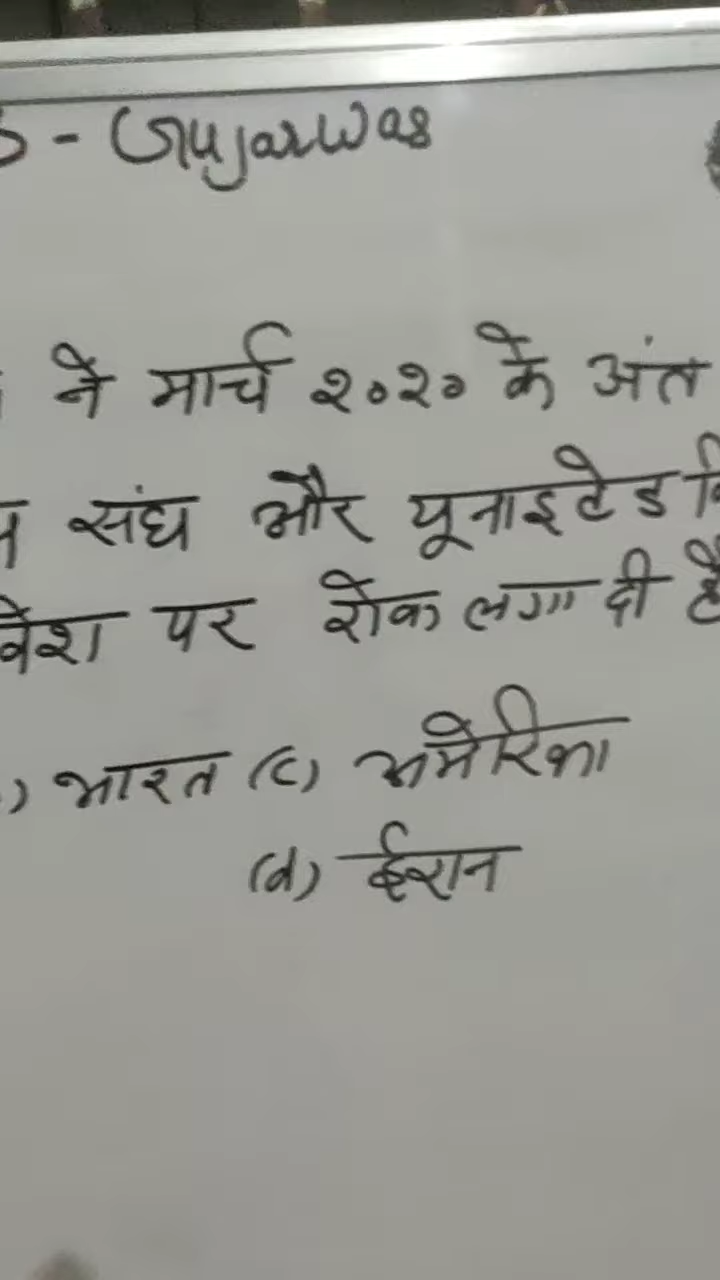 - Gujarwas
ने मार्च २०२० के अंत
संघ और यूनाइटेड
पर रोक लगा दी है
) भारत (c) अमेरिका
(d) ईरान